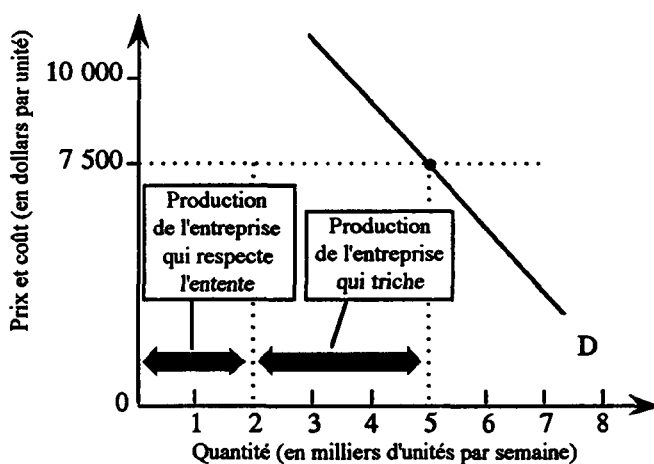 Prix et coût (en dollars par unité)
10 000
7 500
Production
de l'entreprise
qui respecte
l'entente
Production
de l'entreprise
qui triche
D
0
1 2 3 4 5 6 7 8
Quantité (en milliers d'unités par semaine)